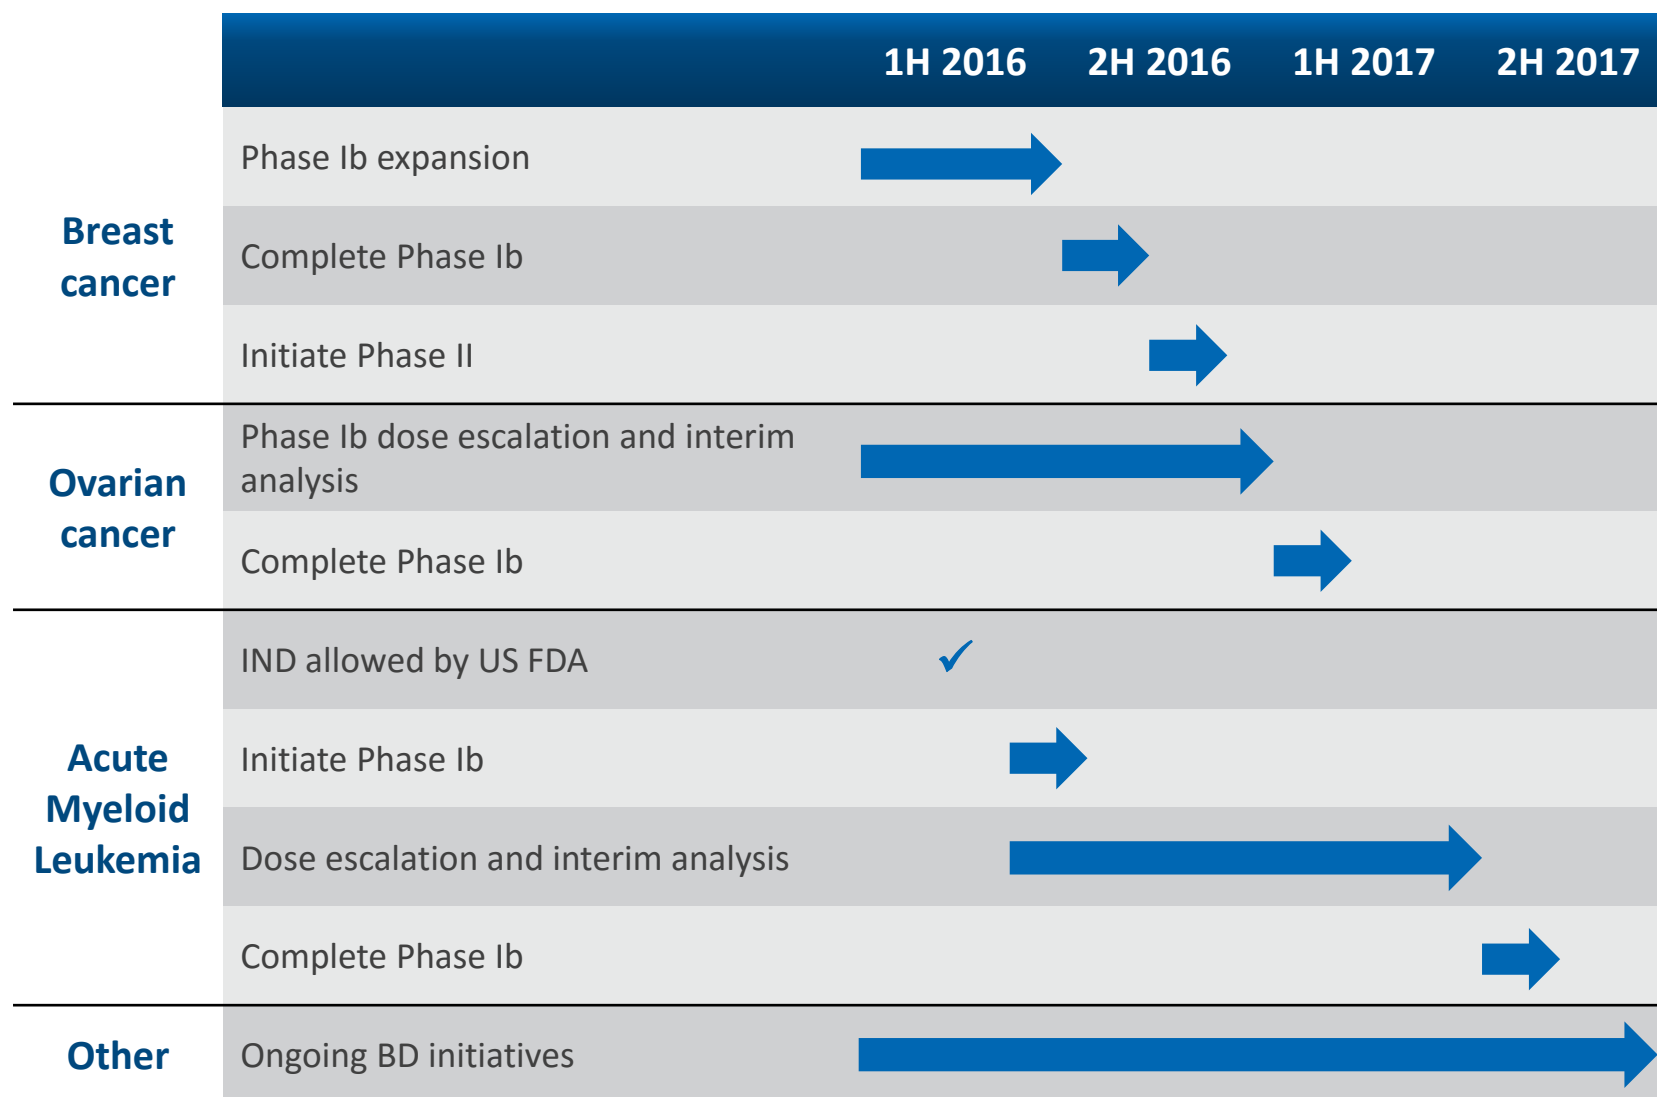 1H 2016 2H 2016 1H 2017 2H 2017
Breast
cancer
Phase Ib expansion
Complete Phase Ib
Initiate Phase II
Ovarian
cancer
Phase Ib dose escalation and interim
analysis
Complete Phase Ib
Acute
Myeloid
Leukemia
IND allowed by US FDA
Initiate Phase Ib
Dose escalation and interim analysis
Complete Phase Ib
Other
Ongoing BD initiatives